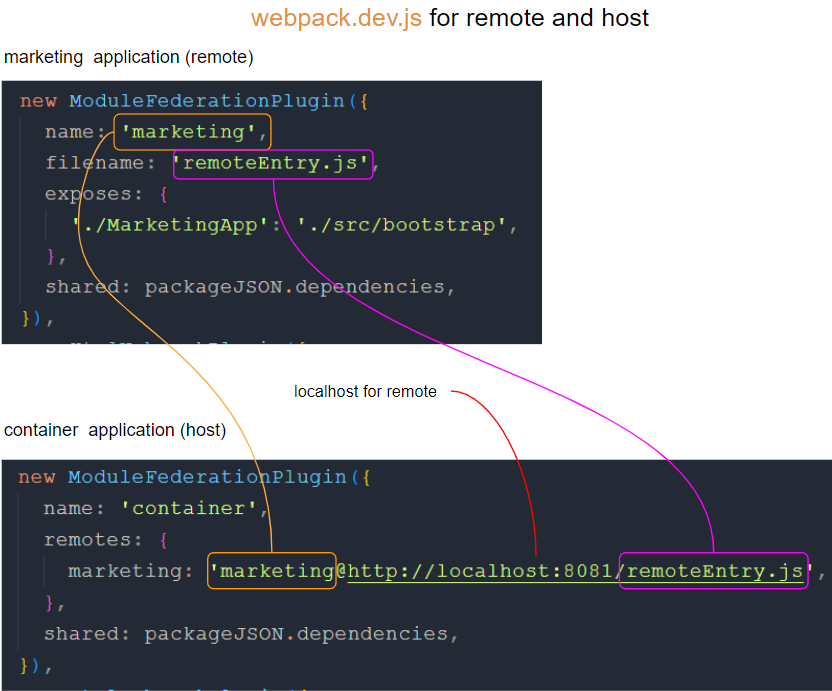 webpack.dev.js for remote and host
marketing application (remote)
new ModuleFederationPlugin({
name: 'marketing',
filename: 'remoteEntry.js',
exposes: {
'./MarketingApp': './src/bootstrap',
},
shared: packageJSON.dependencies,
}),
localhost for remote
container application (host)
new ModuleFederationPlugin({
name: 'container',
remotes: {
marketing: 'marketing@http://localhost:8081/remoteEntry.js',
},
shared: packageJSON.dependencies,
}),